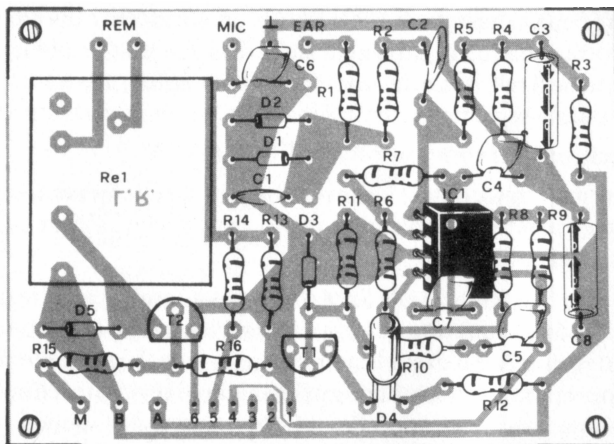 REM MIC EAR R2 C2 R5 R4 C3
C6 R1 R3
D2
D1 R7
Re1 C1 C4
L.R. IC1
R14 R13 D3 R11 R6 R8 R9
D5 T2 C7
R15 R16 T1 R10 C5 C8
M B A 6 5 4 3 2 1 D4 R12